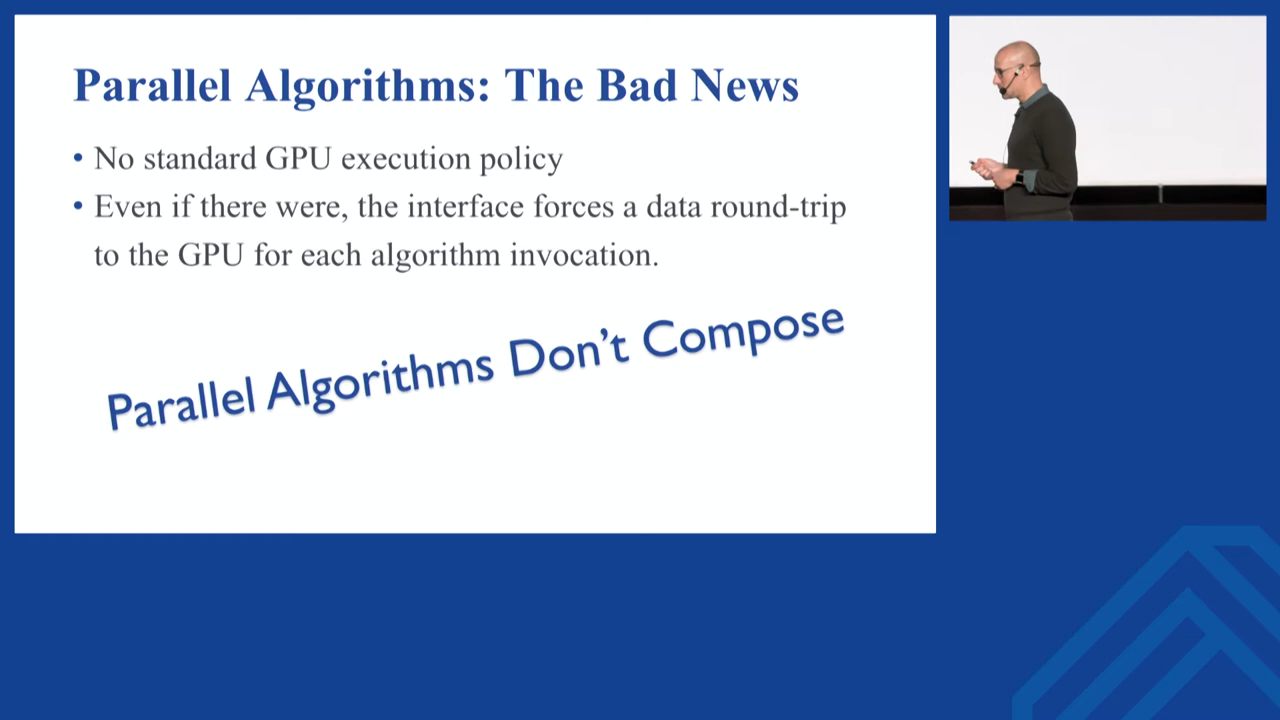 Parallel Algorithms: The Bad News
• No standard GPU execution policy
• Even if there were, the interface forces a data round-trip
to the GPU for each algorithm invocation.
Parallel Algorithms Don’t Compose